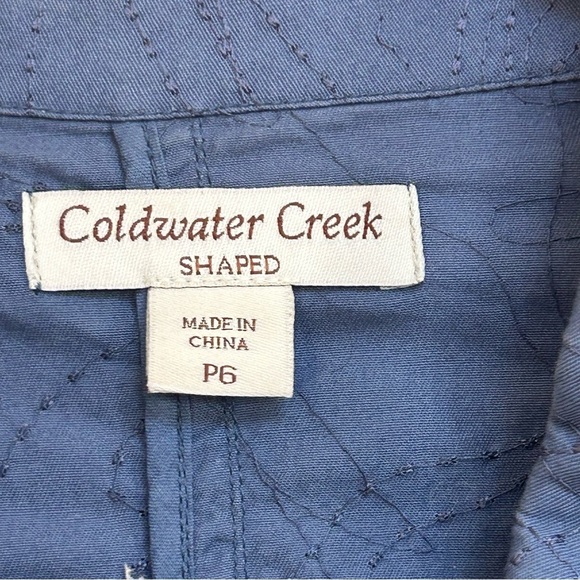 Coldwater Creek
SHAPED
MADE IN
CHINA
P6